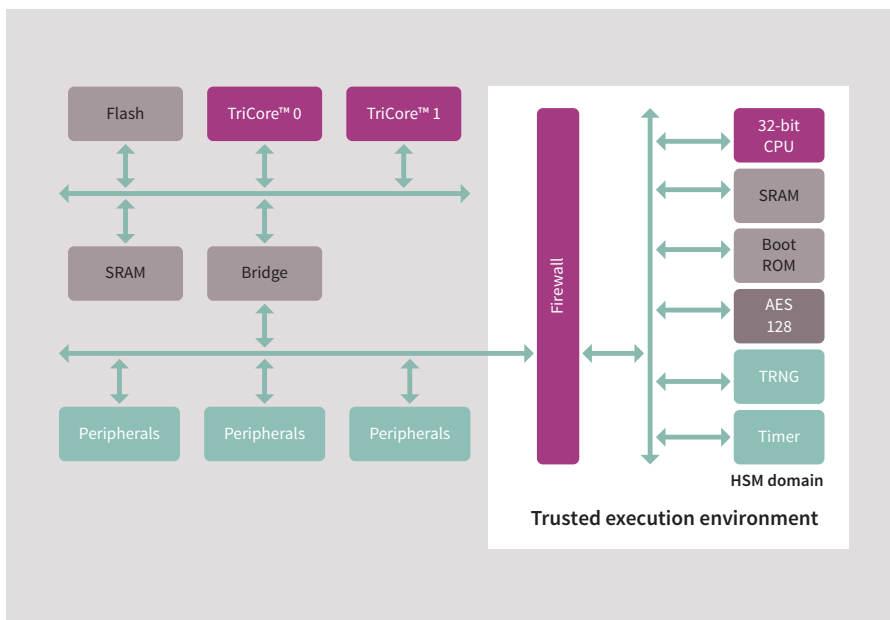 Flash
TriCore™ 0
TriCore™ 1
SRAM
Bridge
Peripherals
Peripherals
Peripherals
Firewall
32-bit
CPU
SRAM
Boot
ROM
AES
128
TRNG
Timer
HSM domain
Trusted execution environment